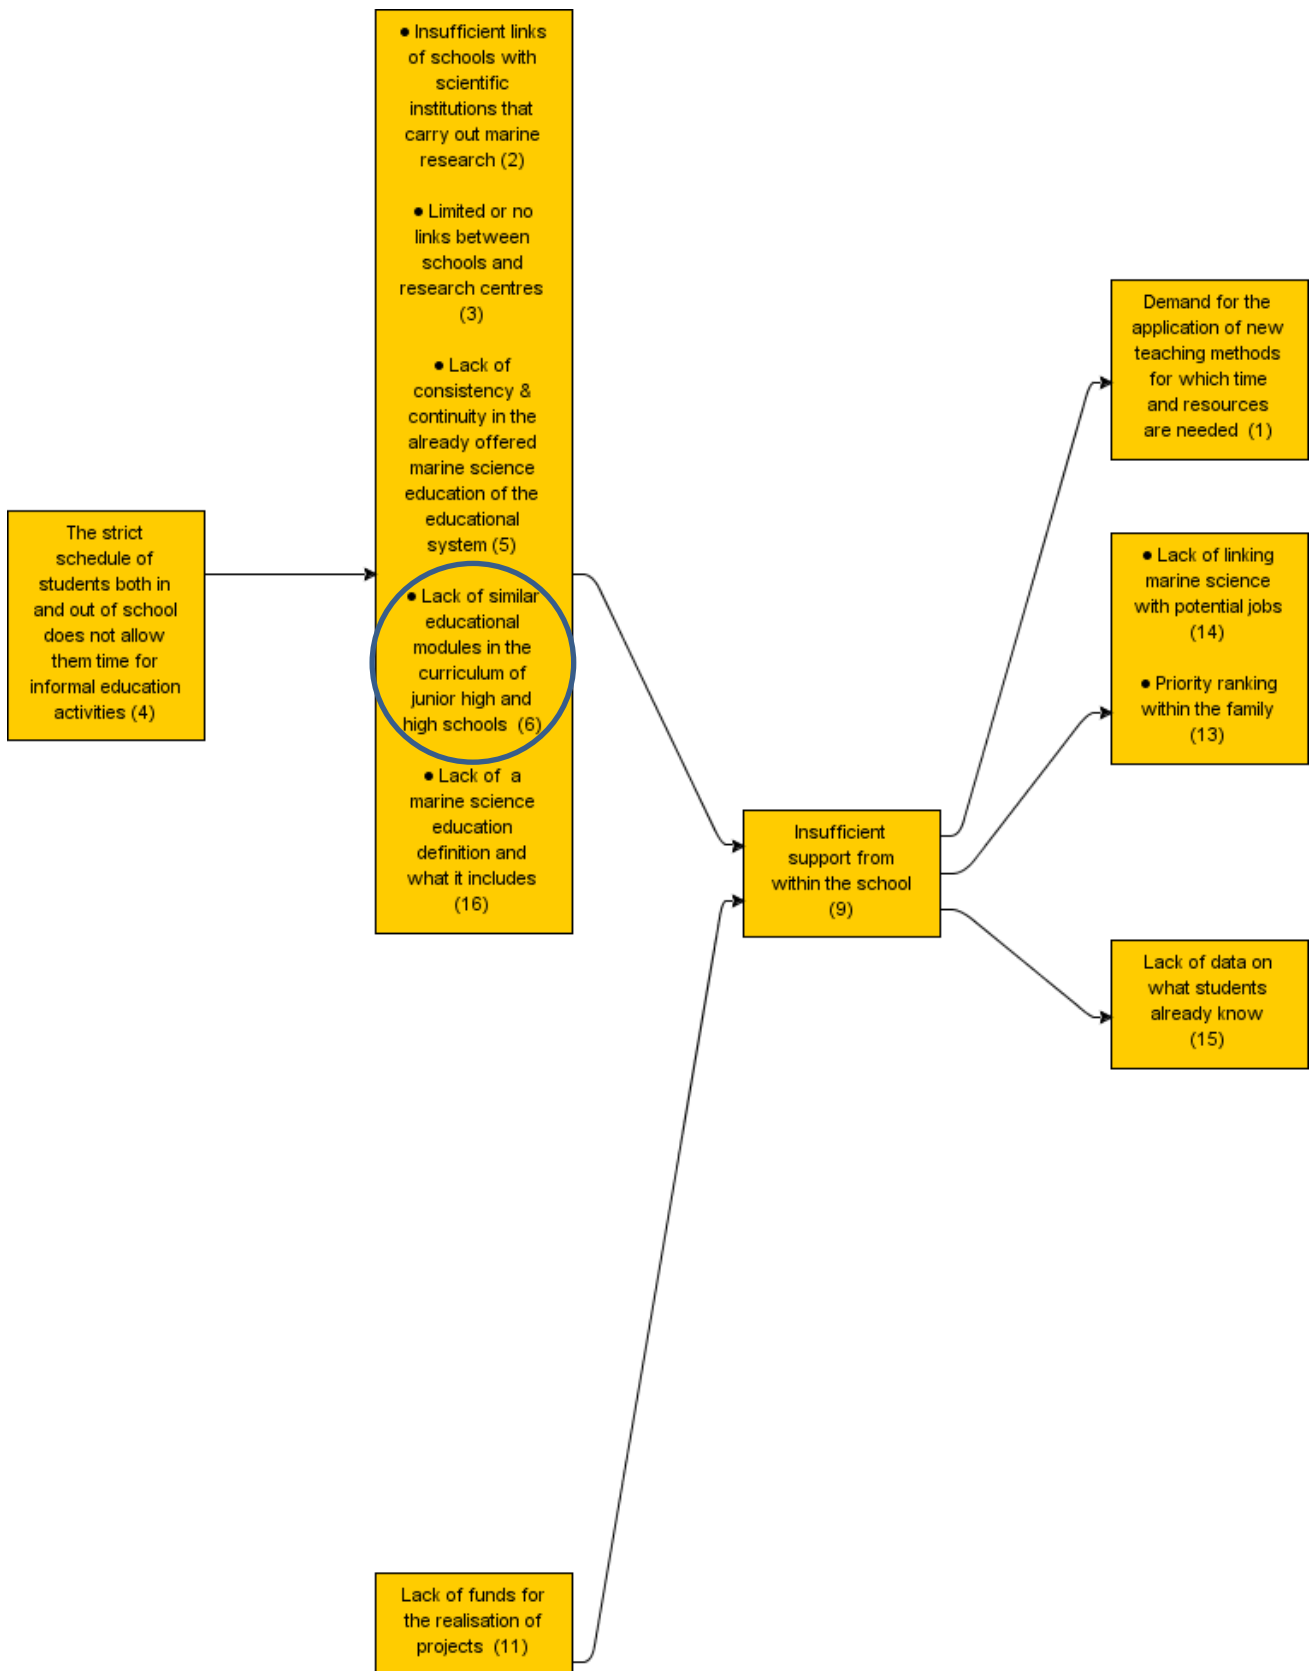 The strict
schedule of
students both in
and out of school
does not allow
them time for
informal education
activities (4)
● Insufficient links
of schools with
scientific
institutions that
carry out marine
research (2)
● Limited or no
links between
schools and
research centres
(3)
● Lack of
consistency &
continuity in the
already offered
marine science
education of the
educational
system (5)
● Lack of similar
educational
modules in the
curriculum of
junior high and
high schools (6)
● Lack of a
marine science
education
definition and
what it includes
(16)
Lack of funds for
the realisation of
projects (11)
Insufficient
support from
within the school
(9)
Demand for the
application of new
teaching methods
for which time
and resources
are needed (1)
● Lack of linking
marine science
with potential jobs
(14)
● Priority ranking
within the family
(13)
Lack of data on
what students
already know
(15)